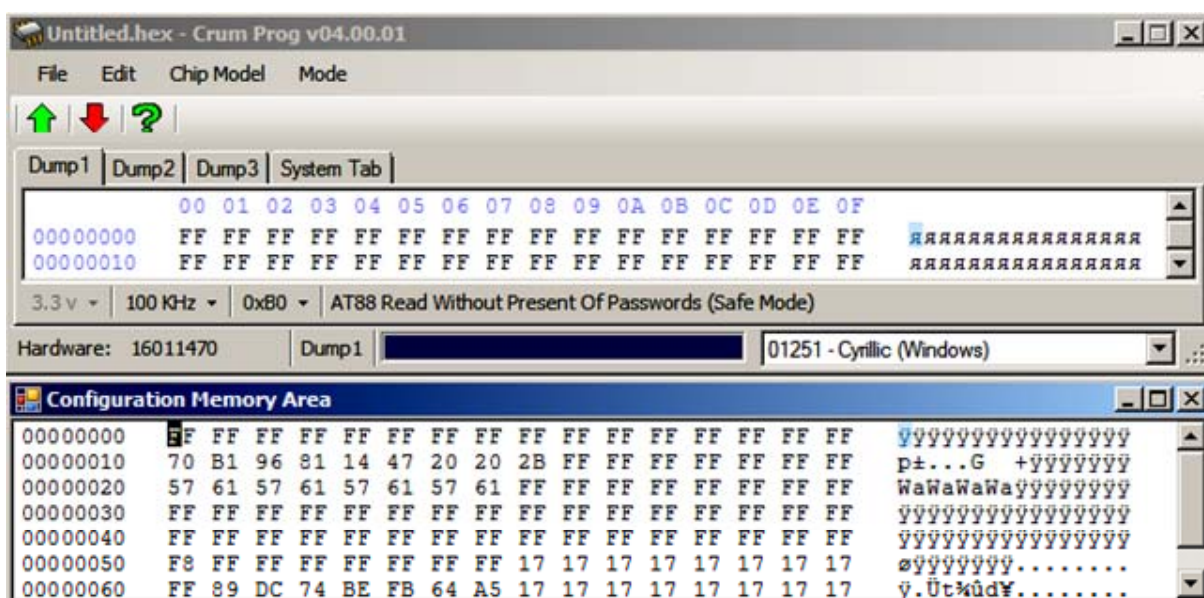 Untitled.hex - Crum Prog v04.00.01
File Edit Chip Model Mode
Dump1 Dump2 Dump3 System Tab
00 01 02 03 04 05 06 07 08 09 0A 0B 0C 0D 0E 0F
00000000 FF FF FF FF FF FF FF FF FF FF FF FF FF FF FF FF яяяяяяяяяяяяяяяя
00000010 FF FF FF FF FF FF FF FF FF FF FF FF FF FF FF FF яяяяяяяяяяяяяяяя
3.3 v 100 KHz 0xB0 AT88 Read Without Present Of Passwords (Safe Mode)
Hardware: 16011470 Dump1 01251 - Cyrillic (Windows)
Configuration Memory Area
00000000 FF FF FF FF FF FF FF FF FF FF FF FF FF FF FF FF ÿÿÿÿÿÿÿÿÿÿÿÿÿÿÿÿ
00000010 70 B1 96 81 14 47 20 20 2B FF FF FF FF FF FF FF p±...G  +ÿÿÿÿÿÿÿ
00000020 57 61 57 61 57 61 57 61 FF FF FF FF FF FF FF FF WaWaWaWaÿÿÿÿÿÿÿÿ
00000030 FF FF FF FF FF FF FF FF FF FF FF FF FF FF FF FF ÿÿÿÿÿÿÿÿÿÿÿÿÿÿÿÿ
00000040 FF FF FF FF FF FF FF FF FF FF FF FF FF FF FF FF ÿÿÿÿÿÿÿÿÿÿÿÿÿÿÿÿ
00000050 F8 FF FF FF FF FF FF FF 17 17 17 17 17 17 17 17 øÿÿÿÿÿÿÿ........
00000060 FF 89 DC 74 BE FB 64 A5 17 17 17 17 17 17 17 17 ÿ.Üt¾ûd¥........